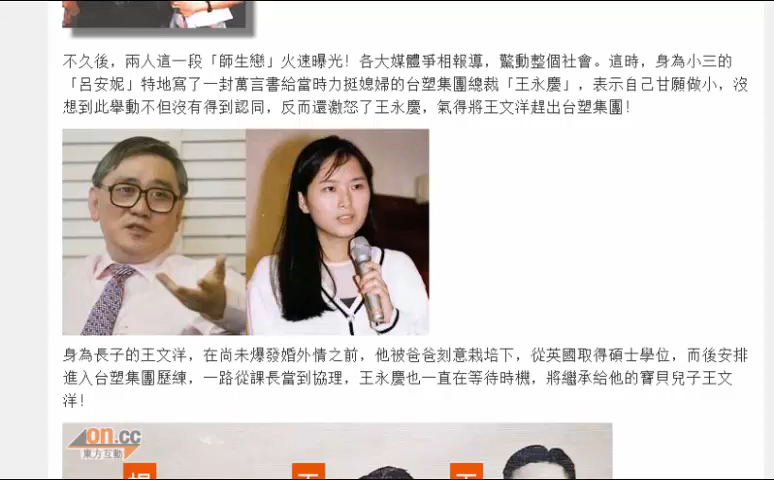 不久後，兩人這一段「師生戀」火速曝光！各大媒體爭相報導，驚動整個社會。這時，身為小三的
「呂安妮」特地寫了一封萬言書給當時力挺媳婦的台塑集團總裁「王永慶」，表示自己甘願做小，沒
想到此舉動不但沒有得到認同，反而還激怒了王永慶，氣得將王文洋趕出台塑集團！
身為長子的王文洋，在尚未爆發婚外情之前，他被爸爸刻意栽培下，從英國取得碩士學位，而後安排
進入台塑集團歷練，一路從課長當到協理，王永慶也一直在等待時機，將繼承給他的寶貝兒子王文
洋！
on.cc
東方互動